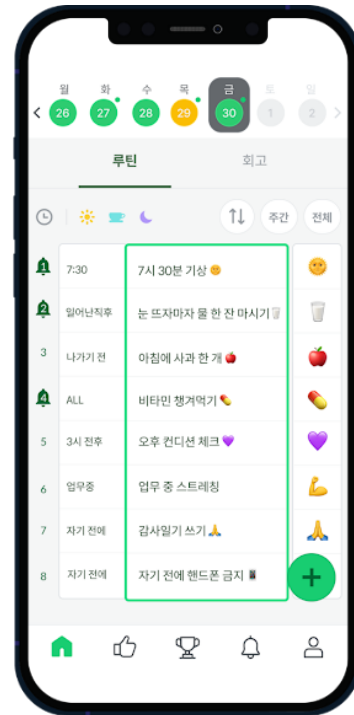 월 화 수 목 금 토 일
< 26 27 28 29 30 1 2 >
루틴 회고
주간 전체
1 7:30 7시 30분 기상 🌞
2 일어난직후 눈 뜨자마자 물 한 잔 마시기🥛
3 나가기 전 아침에 사과 한 개 🍎
4 ALL 비타민 챙겨먹기 💊
5 3시 전후 오후 컨디션 체크 💜
6 업무중 업무 중 스트레칭
7 자기 전에 감사일기 쓰기 🙏
8 자기 전에 자기 전에 핸드폰 금지 📱